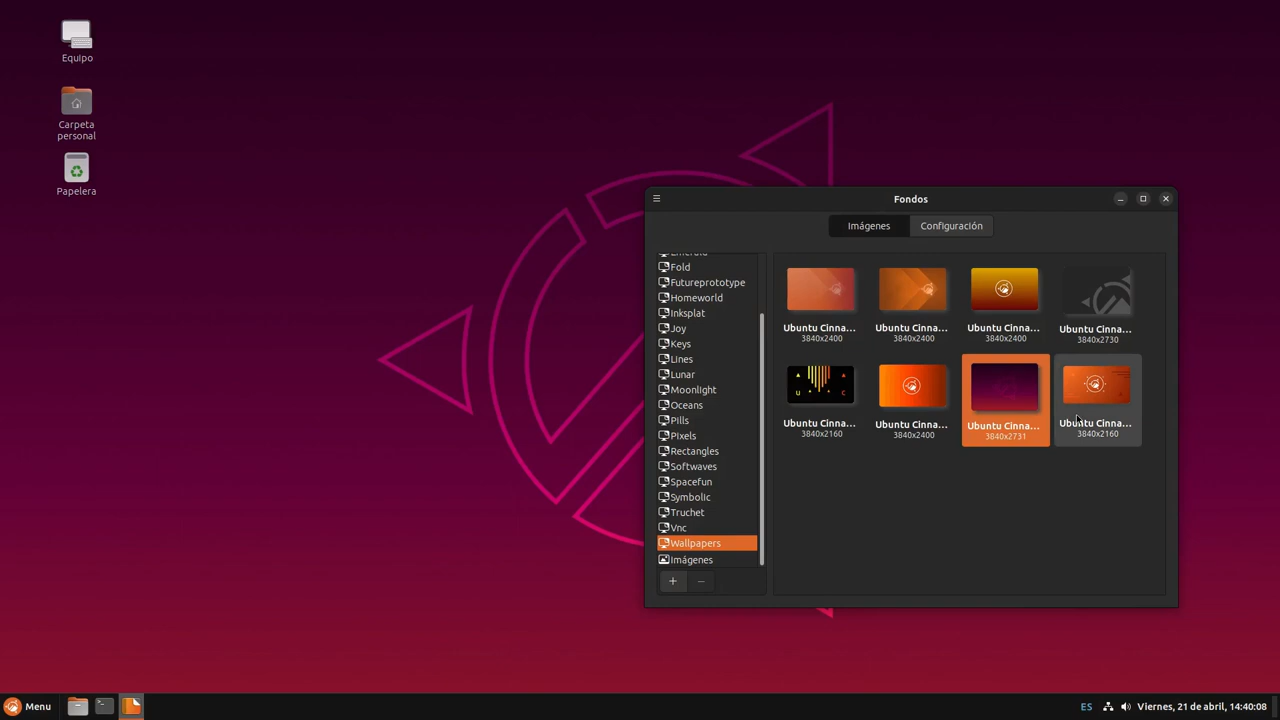 Equipo
Carpeta
personal
Papelera
Fondos
Imágenes
Configuración
Fold
Futureprototype
Homeworld
Inksplat
Joy
Keys
Lines
Lunar
Moonlight
Oceans
Pills
Pixels
Rectangles
Softwaves
Spacefun
Symbolic
Truchet
Vnc
Wallpapers
Imágenes
Ubuntu Cinna...
3840x2400
Ubuntu Cinna...
3840x2400
Ubuntu Cinna...
3840x2400
Ubuntu Cinna...
3840x2730
U C
Ubuntu Cinna...
3840x2160
Ubuntu Cinna...
3840x2400
Ubuntu Cinna...
3840x2731
Ubuntu Cinna...
3840x2160
Menu
ES
Viernes, 21 de abril, 14:40:08